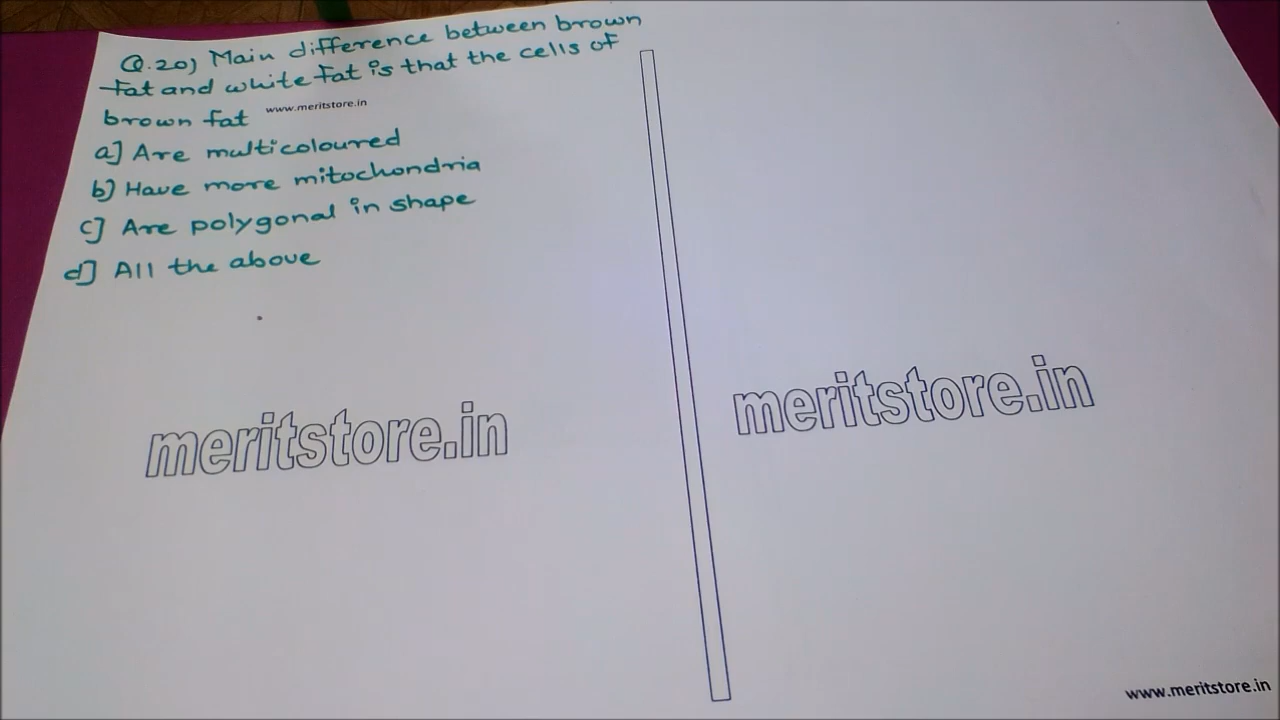 Q.20) Main difference between brown
fat and white fat is that the cells of
brown fat
www.meritstore.in
a] Are multicoloured
b] Have more mitochondria
c] Are polygonal in shape
d] All the above
meritstore.in
meritstore.in
www.meritstore.in